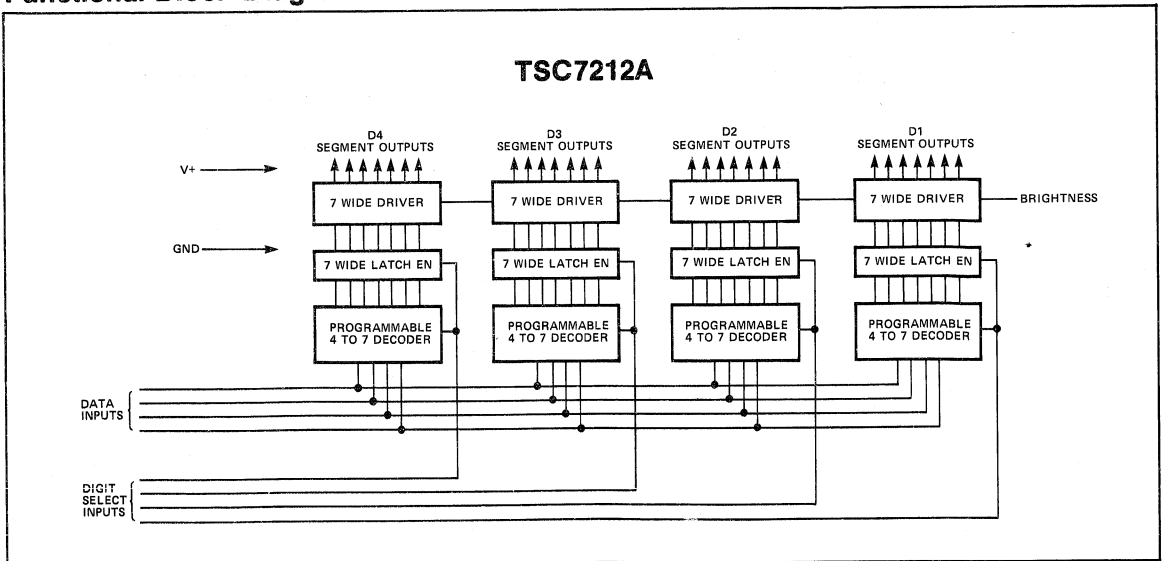 TSC7212A
D4
SEGMENT OUTPUTS
D3
SEGMENT OUTPUTS
D2
SEGMENT OUTPUTS
D1
SEGMENT OUTPUTS
V+
7 WIDE DRIVER
7 WIDE DRIVER
7 WIDE DRIVER
7 WIDE DRIVER
BRIGHTNESS
GND
7 WIDE LATCH EN
7 WIDE LATCH EN
7 WIDE LATCH EN
7 WIDE LATCH EN
PROGRAMMABLE
4 TO 7 DECODER
PROGRAMMABLE
4 TO 7 DECODER
PROGRAMMABLE
4 TO 7 DECODER
PROGRAMMABLE
4 TO 7 DECODER
DATA
INPUTS
DIGIT
SELECT
INPUTS